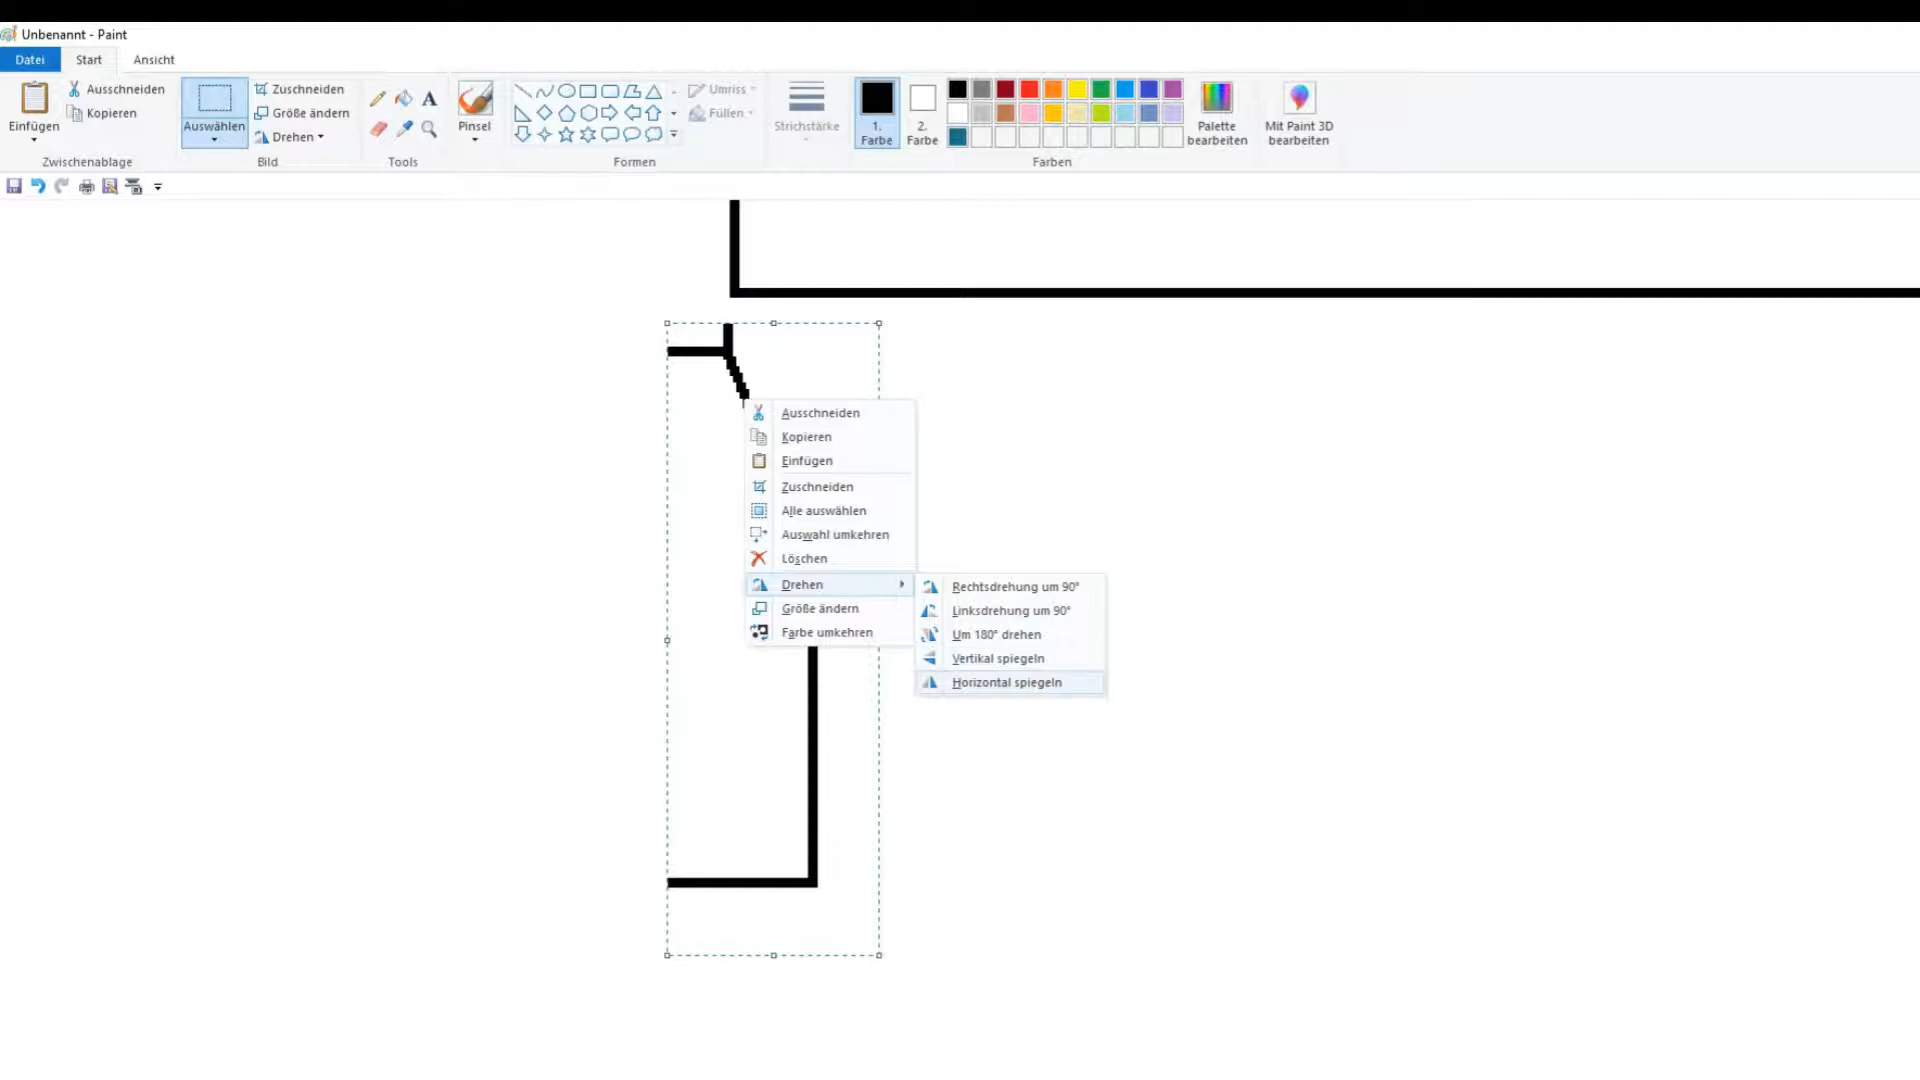 Unbenannt - Paint
Datei Start Ansicht
Einfügen
Ausschneiden
Kopieren
Zwischenablage
Auswählen
Zuschneiden
Größe ändern
Drehen
Bild
A
Tools
Pinsel
Umriss
Füllen
Formen
Strichstärke
1.
Farbe
2.
Farbe
Farben
Palette
bearbeiten
Mit Paint 3D
bearbeiten
Ausschneiden
Kopieren
Einfügen
Zuschneiden
Alle auswählen
Auswahl umkehren
Löschen
Drehen
Größe ändern
Farbe umkehren
Rechtsdrehung um 90°
Linksdrehung um 90°
Um 180° drehen
Vertikal spiegeln
Horizontal spiegeln